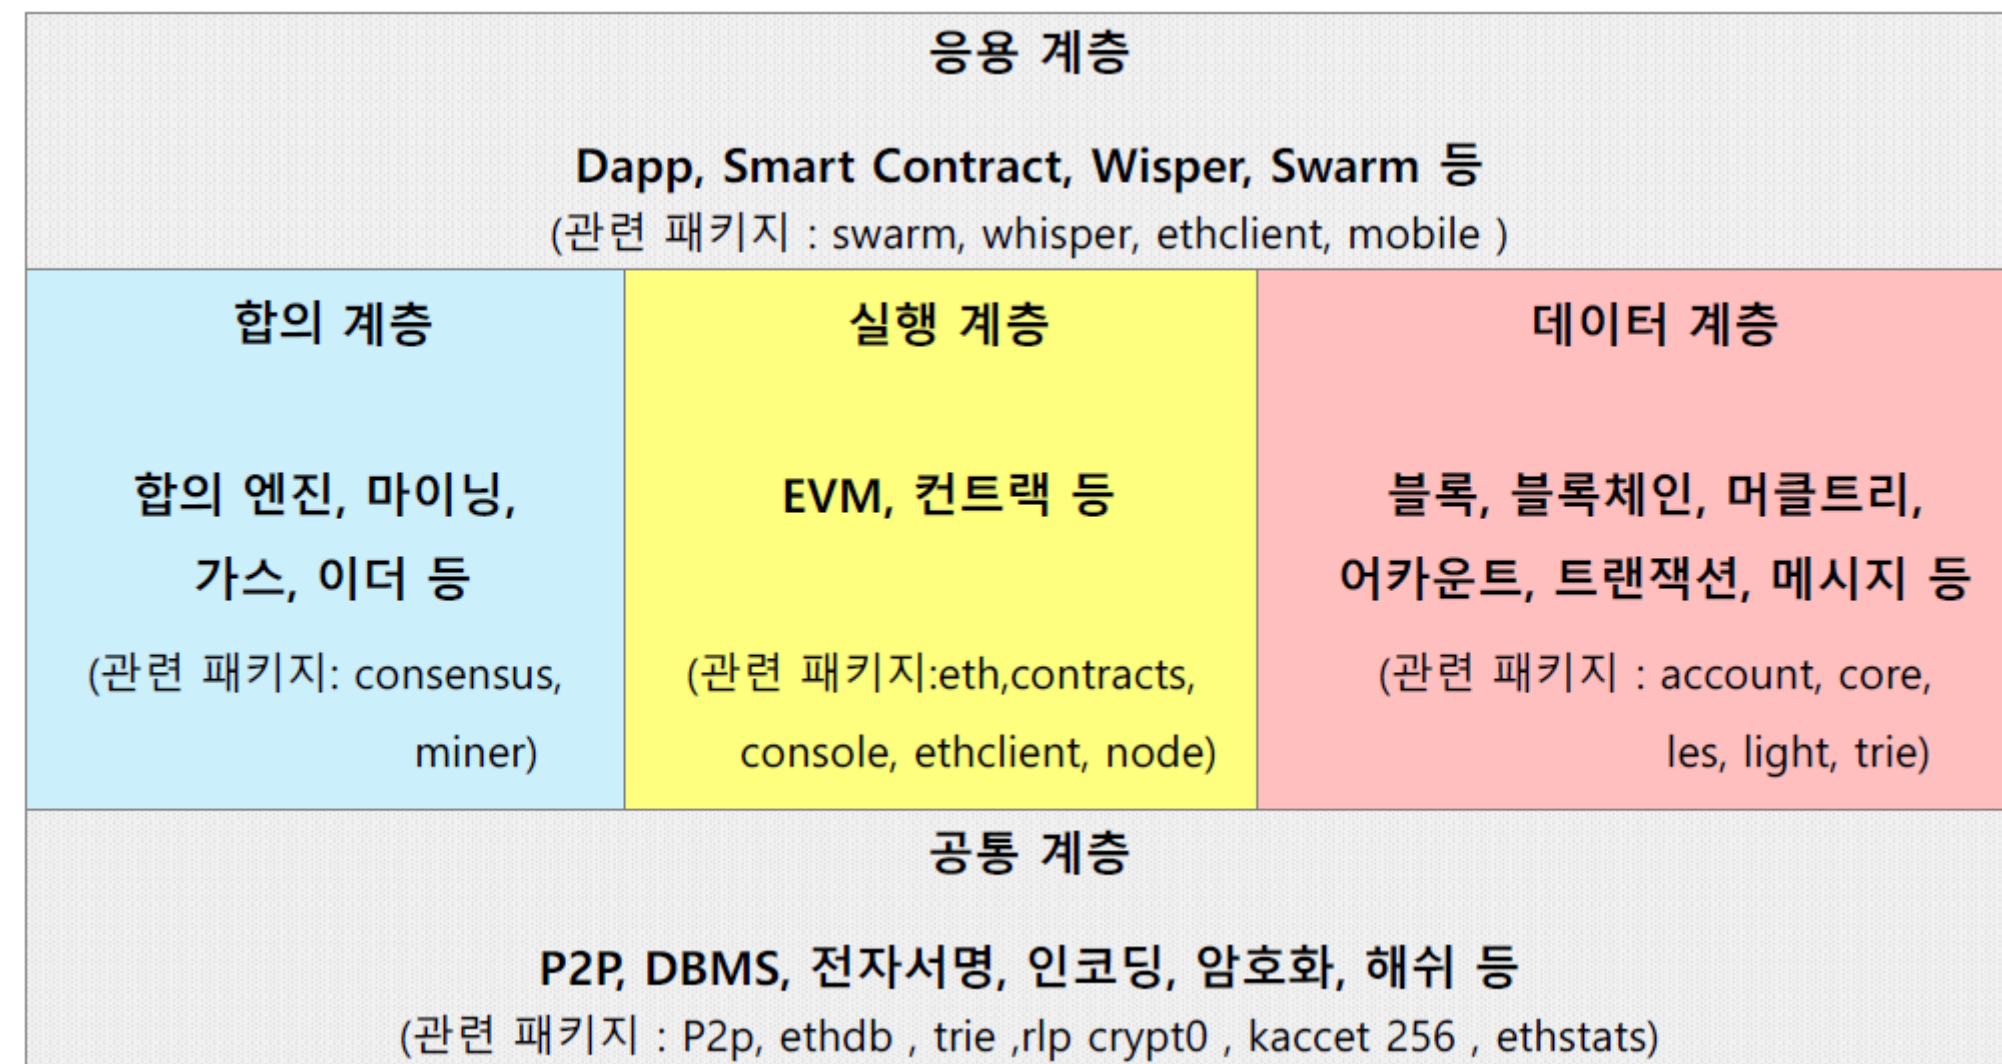 응용 계층
Dapp, Smart Contract, Wisper, Swarm 등
(관련 패키지 : swarm, whisper, ethclient, mobile )
합의 계층
합의 엔진, 마이닝,
가스, 이더 등
(관련 패키지: consensus,
miner)
실행 계층
EVM, 컨트랙 등
(관련 패키지:eth,contracts,
console, ethclient, node)
데이터 계층
블록, 블록체인, 머클트리,
어카운트, 트랜잭션, 메시지 등
(관련 패키지 : account, core,
les, light, trie)
공통 계층
P2P, DBMS, 전자서명, 인코딩, 암호화, 해쉬 등
(관련 패키지 : P2p, ethdb , trie ,rlp crypt0 , kaccet 256 , ethstats)